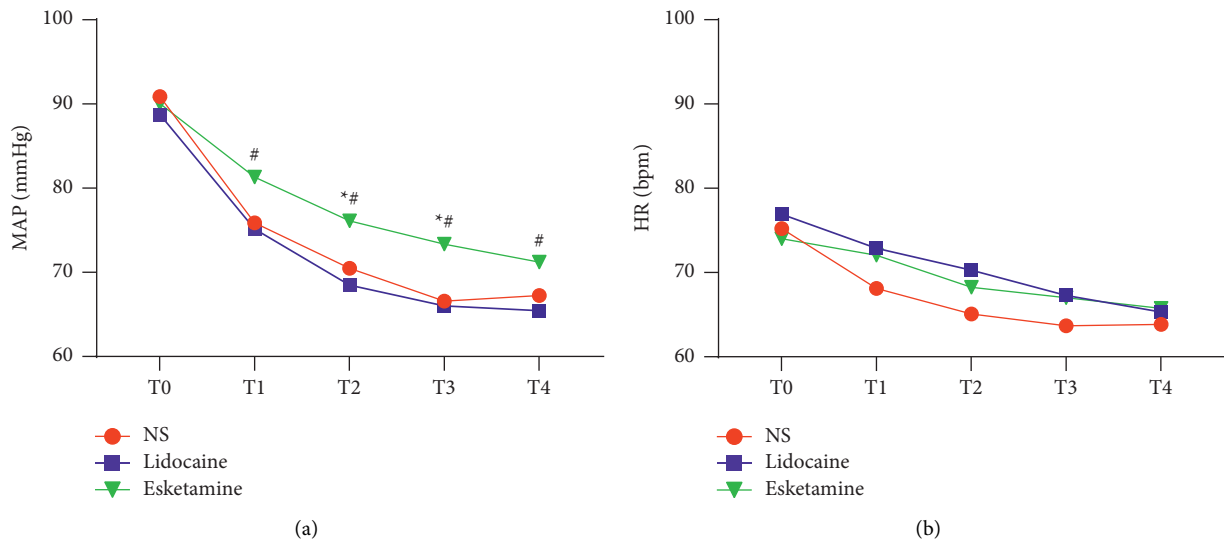 100
90
80
70
60
MAP (mmHg)
#
*#
*#
#
T0 T1 T2 T3 T4
NS
Lidocaine
Esketamine
(a)
100
90
80
70
60
HR (bpm)
T0 T1 T2 T3 T4
NS
Lidocaine
Esketamine
(b)